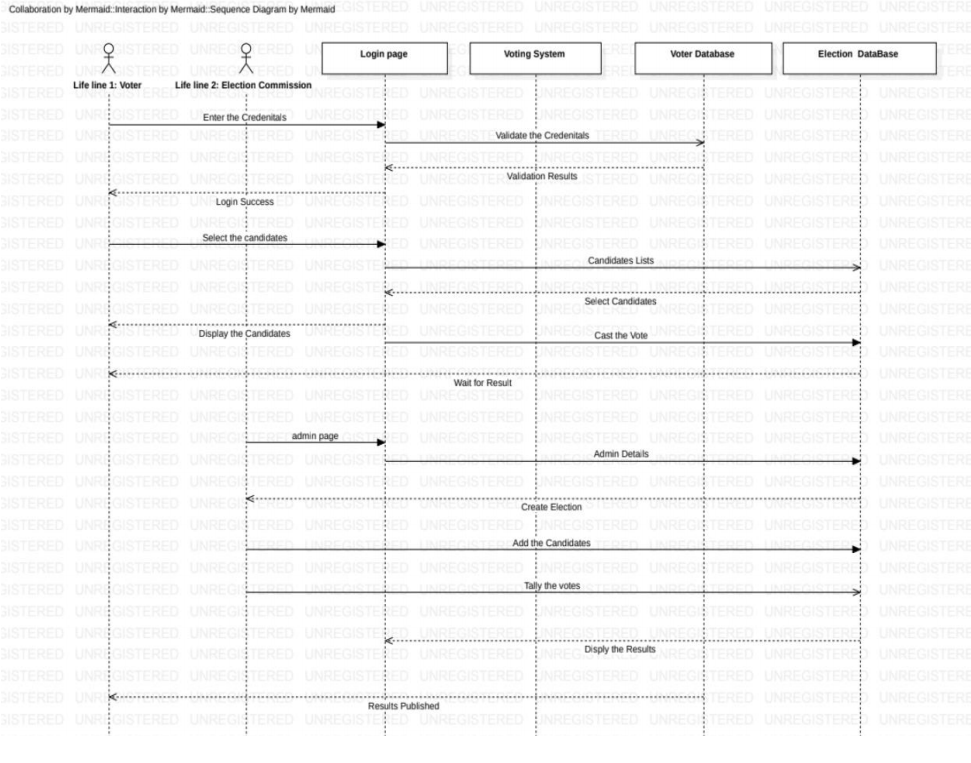 Collaboration by Mermaid::Interaction by Mermaid::Sequence Diagram by Mermaid
Login page
Voting System
Voter Database
Election DataBase
Life line 1: Voter
Life line 2: Election Commission
Enter the Credenitals
Validate the Credenitals
Validation Results
Login Success
Select the candidates
Candidates Lists
Select Candidates
Display the Candidates
Cast the Vote
Wait for Result
admin page
Admin Details
Create Election
Add the Candidates
Tally the votes
Disply the Results
Results Published
UNREGISTERED